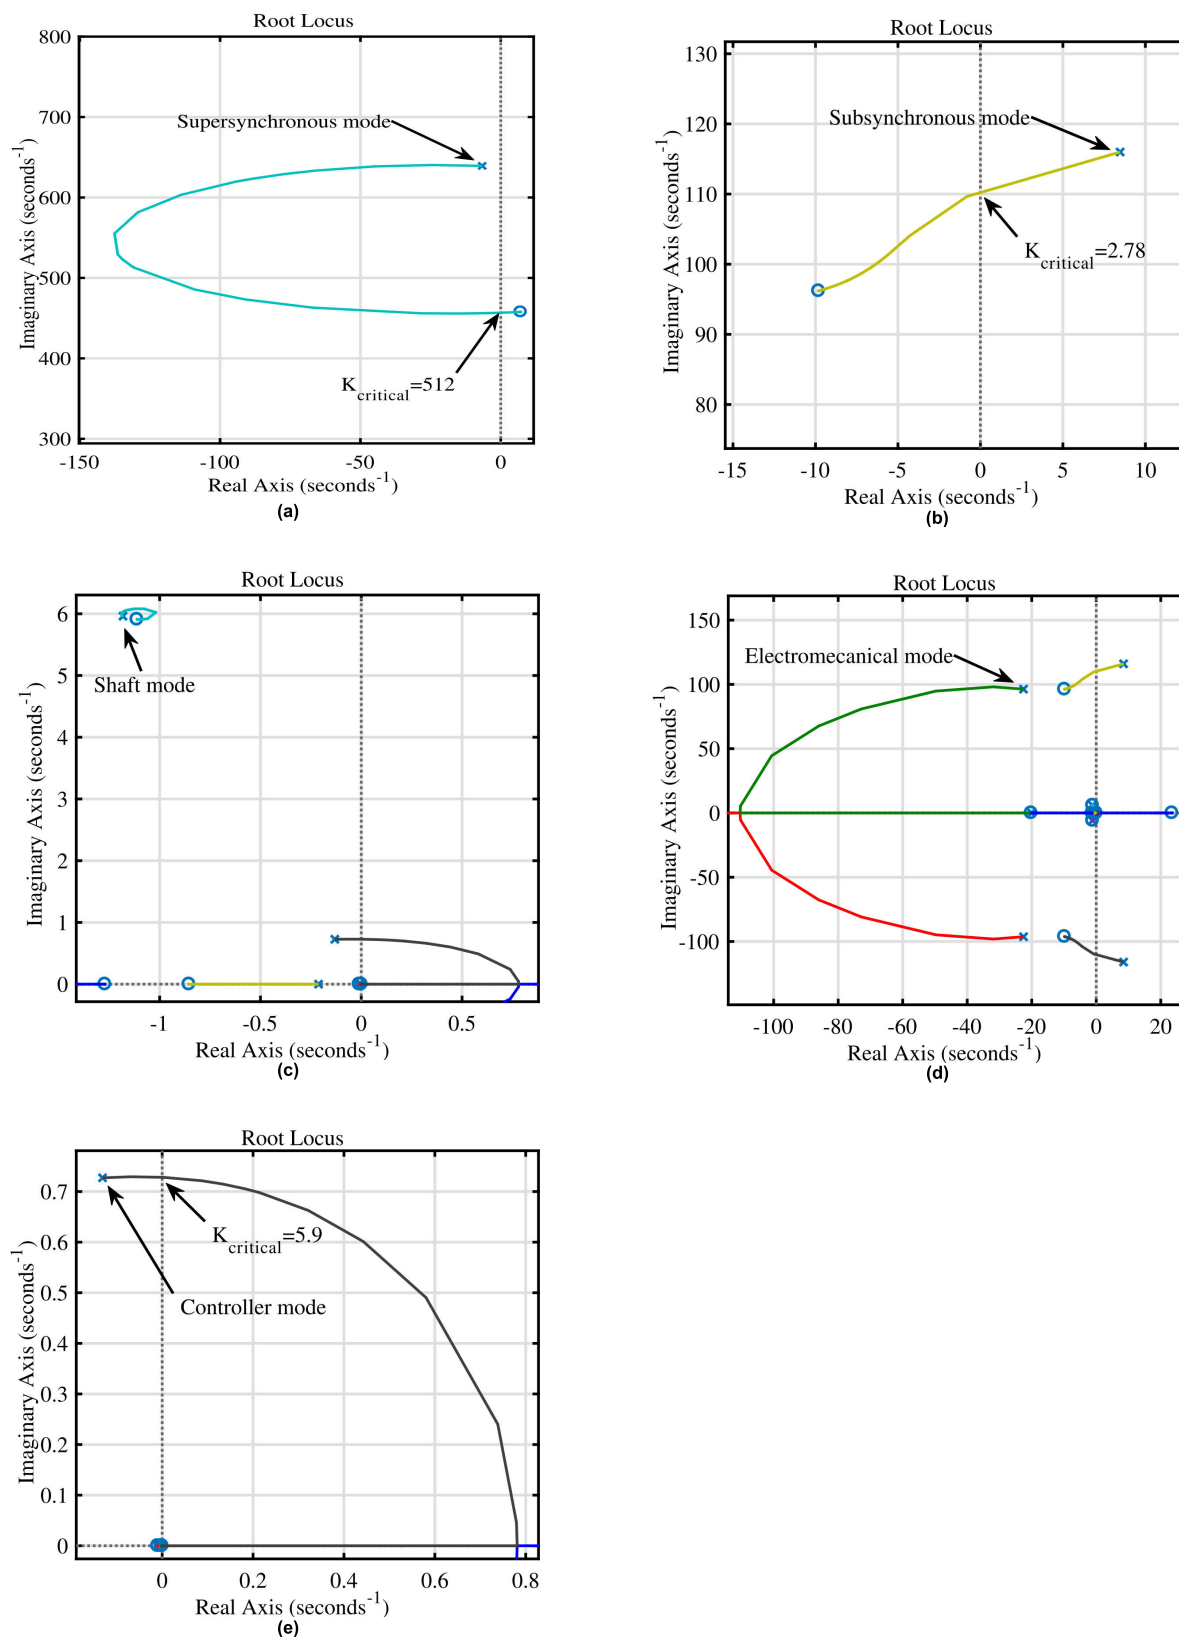 Root Locus
800
700
600
500
400
300
Imaginary Axis (seconds-1)
Supersynchronous mode
Kcritical=512
-150
-100
-50
0
Real Axis (seconds-1)
(a)
Root Locus
130
120
110
100
90
80
Imaginary Axis (seconds-1)
Subsynchronous mode
Kcritical=2.78
-15
-10
-5
0
5
10
Real Axis (seconds-1)
(b)
Root Locus
6
5
4
3
2
1
0
Imaginary Axis (seconds-1)
Shaft mode
-1
-0.5
0
0.5
Real Axis (seconds-1)
(c)
Root Locus
150
100
50
0
-50
-100
Imaginary Axis (seconds-1)
Electromecanical mode
-100
-80
-60
-40
-20
0
20
Real Axis (seconds-1)
(d)
Root Locus
0.7
0.6
0.5
0.4
0.3
0.2
0.1
0
Imaginary Axis (seconds-1)
Kcritical=5.9
Controller mode
0
0.2
0.4
0.6
0.8
Real Axis (seconds-1)
(e)